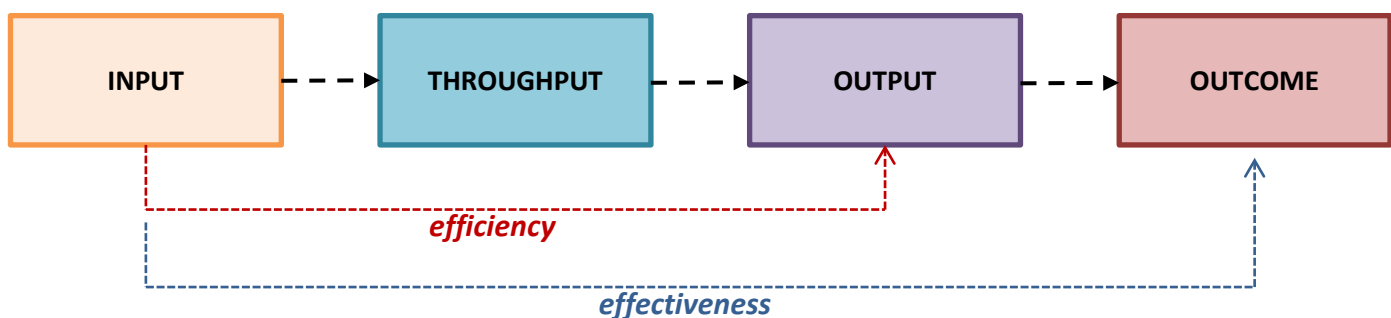 INPUT
THROUGHPUT
OUTPUT
OUTCOME
efficiency
effectiveness